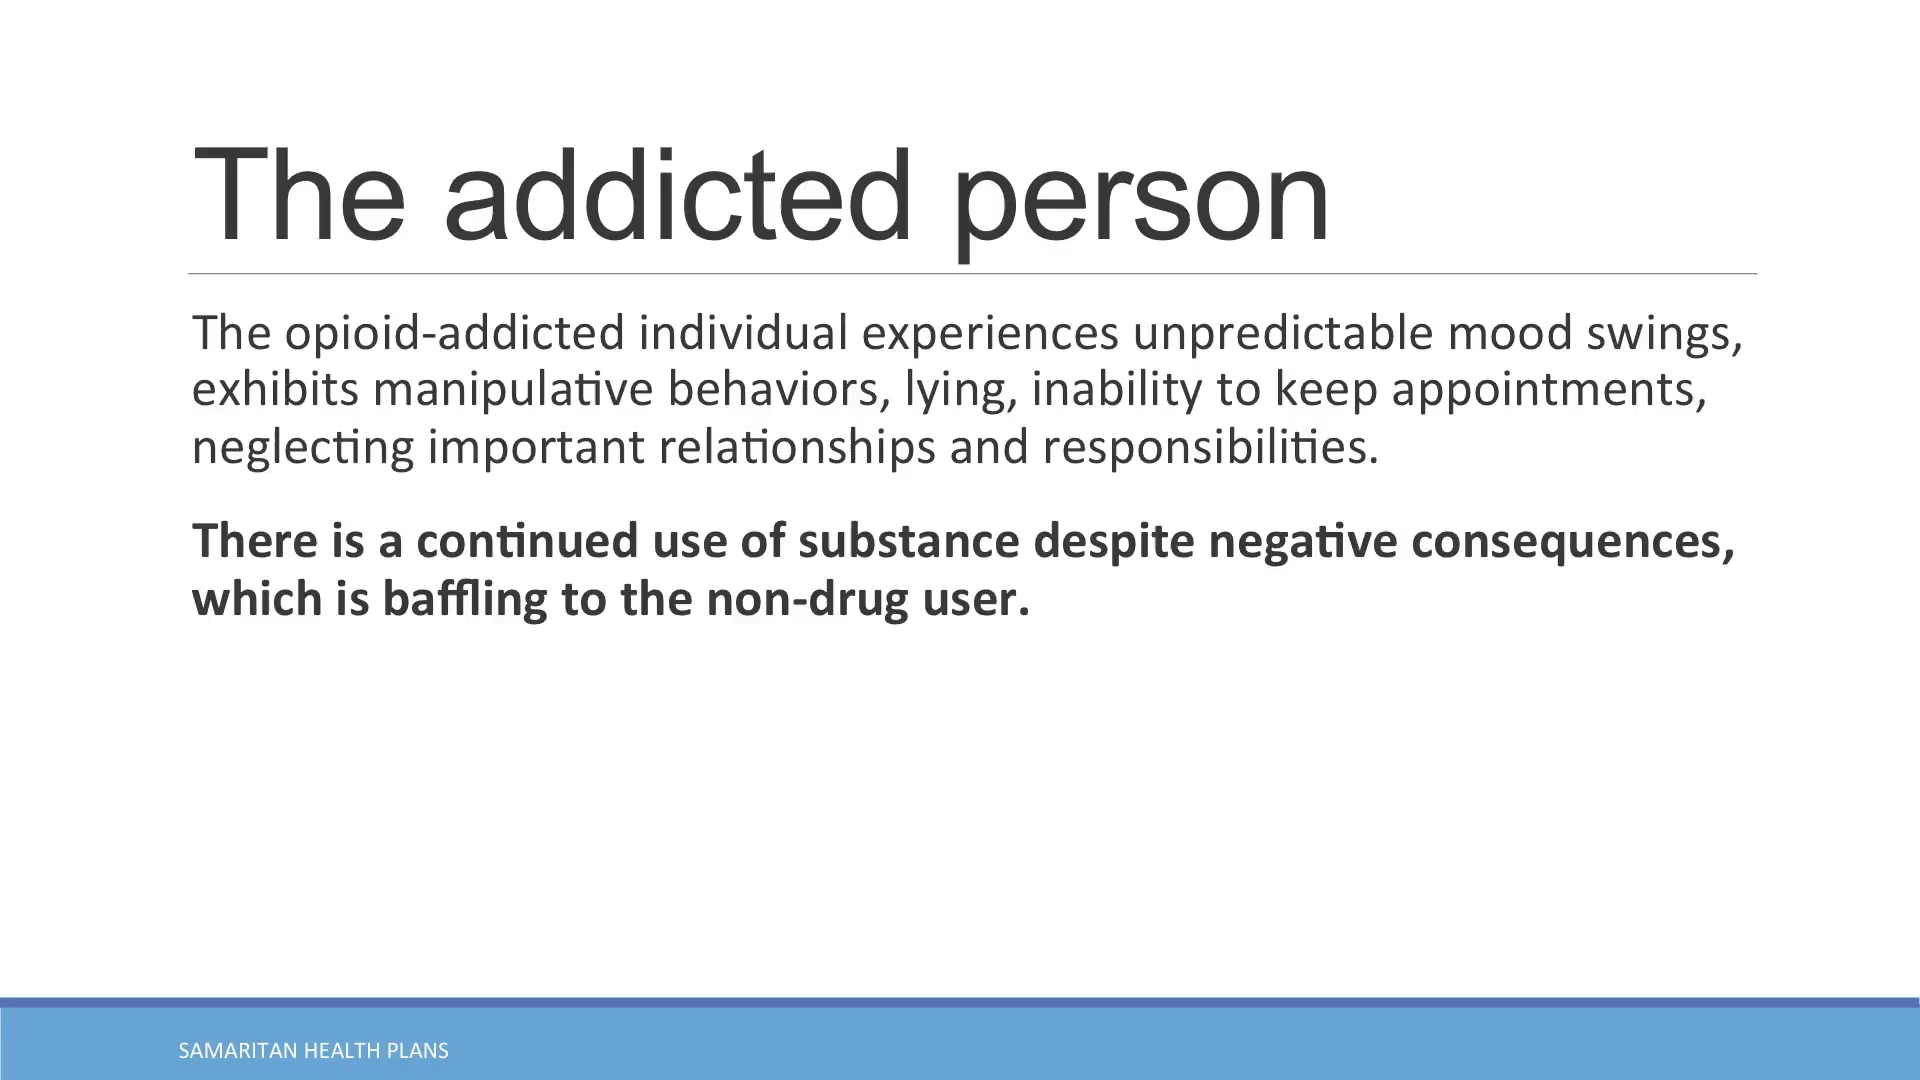 The addicted person
The opioid-addicted individual experiences unpredictable mood swings,
exhibits manipulative behaviors, lying, inability to keep appointments,
neglecting important relationships and responsibilities.
There is a continued use of substance despite negative consequences,
which is baffling to the non-drug user.
SAMARITAN HEALTH PLANS